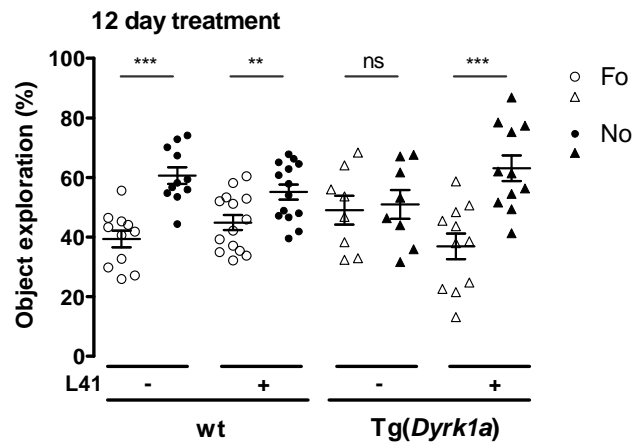 12 day treatment
Object exploration (%)
100
80
60
40
20
0
*** ** ns ***
Fo
No
L41 - + - +
wt Tg(Dyrk1a)